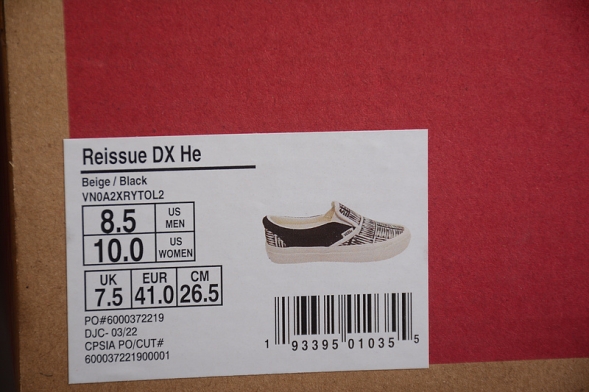 Reissue DX He
Beige / Black
VN0A2XRYTOL2
8.5 US MEN
10.0 US WOMEN
UK 7.5 EUR 41.0 CM 26.5
PO#6000372219
DJC- 03/22
CPSIA PO/CUT#
600037221900001
1 93395 01035 5